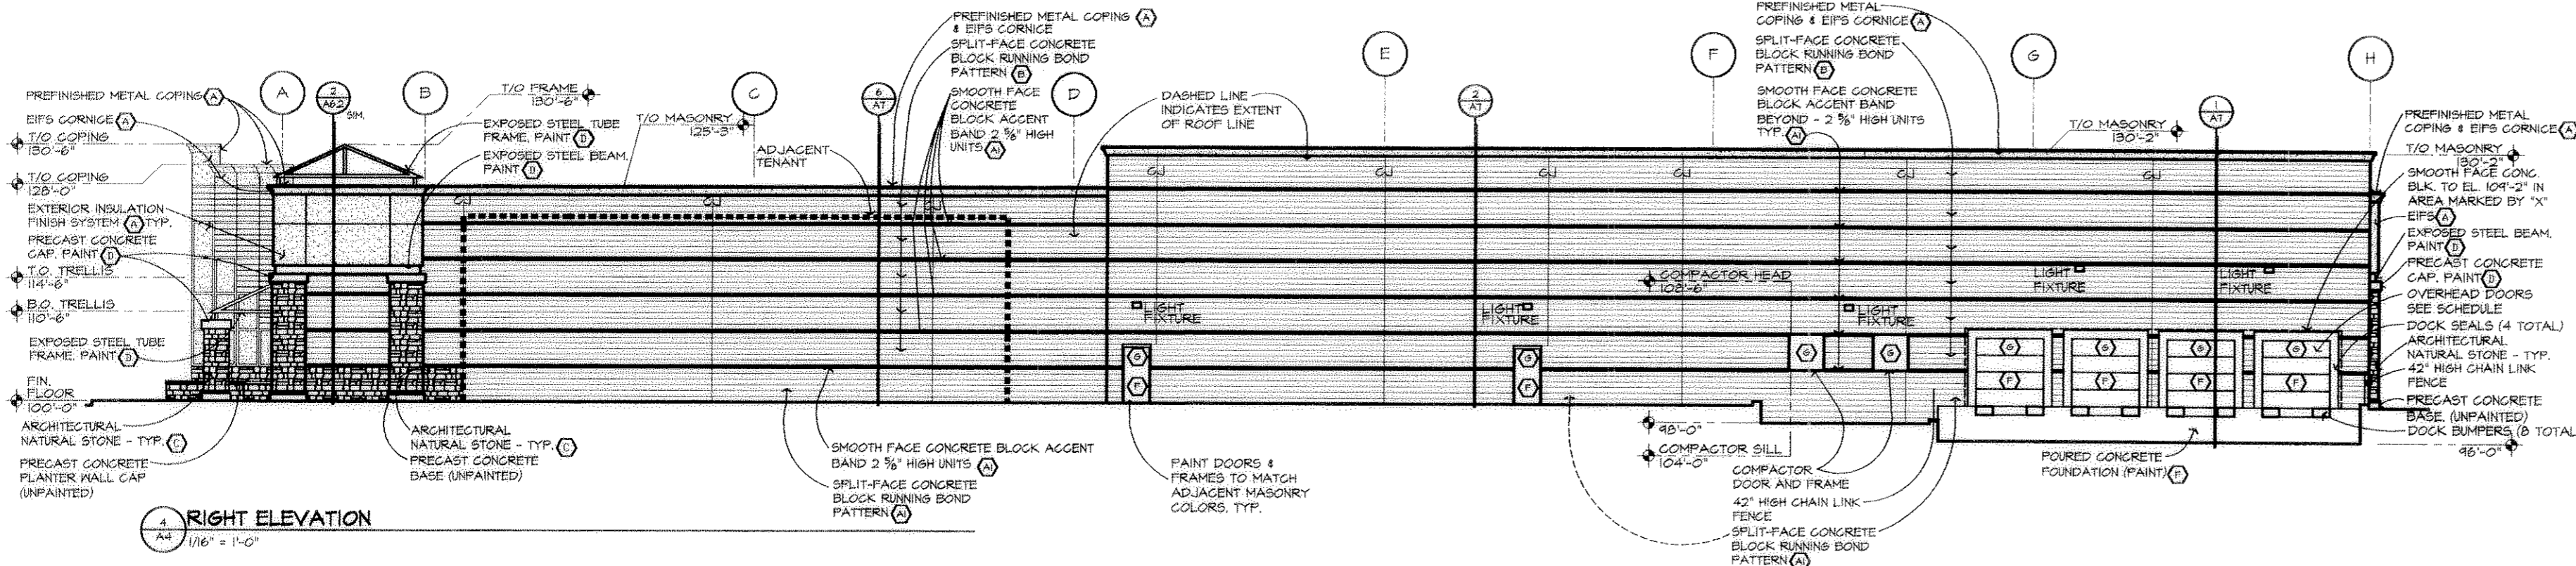 PREFINISHED METAL COPING A
& EIFS CORNICE
SPLIT-FACE CONCRETE
BLOCK RUNNING BOND
PATTERN B
SMOOTH FACE
CONCRETE
BLOCK ACCENT
BAND 2 5/8" HIGH
UNITS A1
PREFINISHED METAL
COPING & EIFS CORNICE A
SPLIT-FACE CONCRETE
BLOCK RUNNING BOND
PATTERN B
SMOOTH FACE CONCRETE
BLOCK ACCENT BAND
BEYOND - 2 5/8" HIGH UNITS
TYP. A1
A
2
A6.2
SIM.
B
C
6
A7
D
E
2
A7
F
G
1
A7
H
PREFINISHED METAL COPING A
EIFS CORNICE A
T/O COPING
130'-6"
T/O COPING
128'-0"
EXTERIOR INSULATION
FINISH SYSTEM A TYP.
PRECAST CONCRETE
CAP, PAINT D
T.O. TRELLIS
114'-6"
B.O. TRELLIS
110'-6"
EXPOSED STEEL TUBE
FRAME, PAINT D
FIN.
FLOOR
100'-0"
ARCHITECTURAL
NATURAL STONE - TYP. C
PRECAST CONCRETE
PLANTER WALL CAP
(UNPAINTED)
T/O FRAME
130'-6"
EXPOSED STEEL TUBE
FRAME, PAINT D
EXPOSED STEEL BEAM,
PAINT D
T/O MASONRY
125'-3"
ADJACENT
TENANT
DASHED LINE
INDICATES EXTENT
OF ROOF LINE
T/O MASONRY
130'-2"
CJ
CJ
CJ
CJ
CJ
CJ
CJ
CJ
LIGHT
FIXTURE
LIGHT
FIXTURE
LIGHT
FIXTURE
LIGHT
FIXTURE
LIGHT
FIXTURE
COMPACTOR HEAD
108'-6"
G
F
G
F
G
G
G
G
G
G
F
F
F
F
98'-0"
COMPACTOR SILL
104'-0"
PREFINISHED METAL
COPING & EIFS CORNICE A
T/O MASONRY
130'-2"
SMOOTH FACE CONC.
BLK. TO EL. 109'-2" IN
AREA MARKED BY "X"
EIFS A
EXPOSED STEEL BEAM,
PAINT D
PRECAST CONCRETE
CAP, PAINT D
OVERHEAD DOORS
SEE SCHEDULE
DOCK SEALS (4 TOTAL)
ARCHITECTURAL
NATURAL STONE - TYP.
42" HIGH CHAIN LINK
FENCE
PRECAST CONCRETE
BASE, (UNPAINTED)
DOCK BUMPERS (8 TOTAL
96'-0"
ARCHITECTURAL
NATURAL STONE - TYP. C
PRECAST CONCRETE
BASE (UNPAINTED)
SMOOTH FACE CONCRETE BLOCK ACCENT
BAND 2 5/8" HIGH UNITS A1
SPLIT-FACE CONCRETE
BLOCK RUNNING BOND
PATTERN A1
PAINT DOORS &
FRAMES TO MATCH
ADJACENT MASONRY
COLORS, TYP.
COMPACTOR
DOOR AND FRAME
42" HIGH CHAIN LINK
FENCE
SPLIT-FACE CONCRETE
BLOCK RUNNING BOND
PATTERN A1
POURED CONCRETE
FOUNDATION (PAINT) F
4
A4
RIGHT ELEVATION
1/16" = 1'-0"